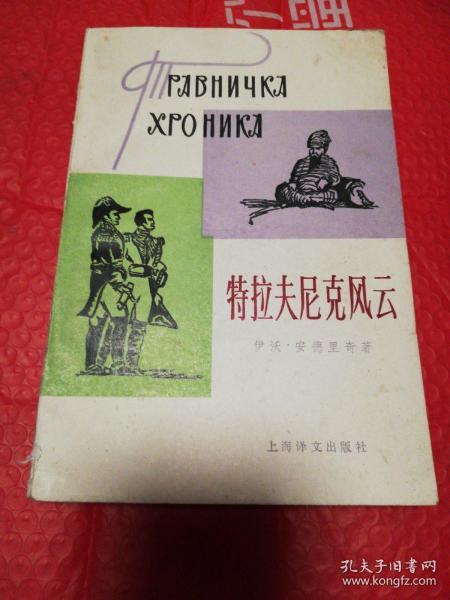 Травничка
хроника
特拉夫尼克风云
伊沃·安德里奇著
上海译文出版社
孔夫子旧书网
www.kongfz.com